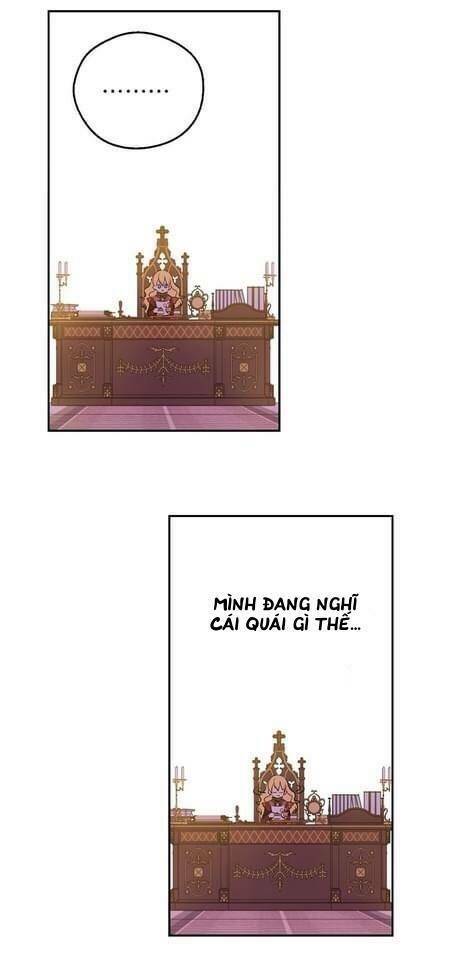 .........
MÌNH ĐANG NGHĨ
CÁI QUÁI GÌ THẾ...